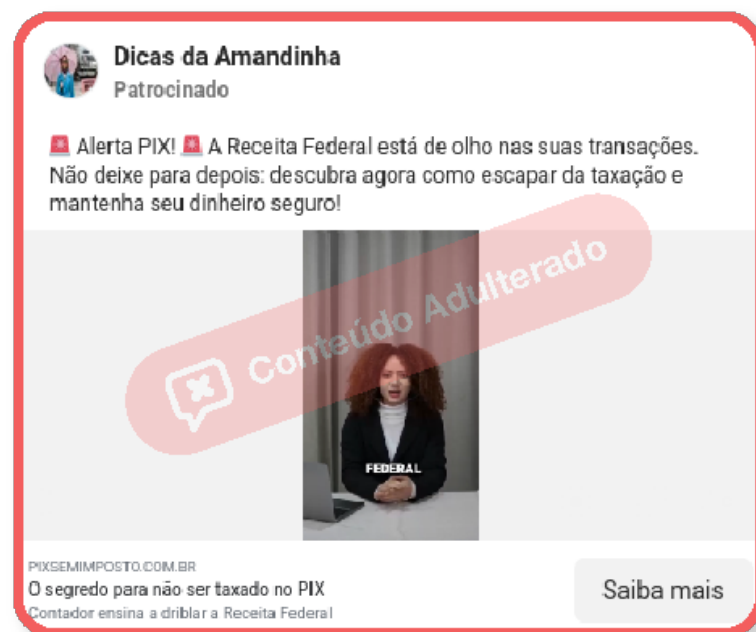 Dicas da Amandinha
Patrocinado
🚨 Alerta PIX! 🚨 A Receita Federal está de olho nas suas transações.
Não deixe para depois: descubra agora como escapar da taxação e
mantenha seu dinheiro seguro!
Conteúdo Adulterado
FEDERAL
PIXSEMIMPOSTO.COM.BR
O segredo para não ser taxado no PIX
Contador ensina a driblar a Receita Federal
Saiba mais